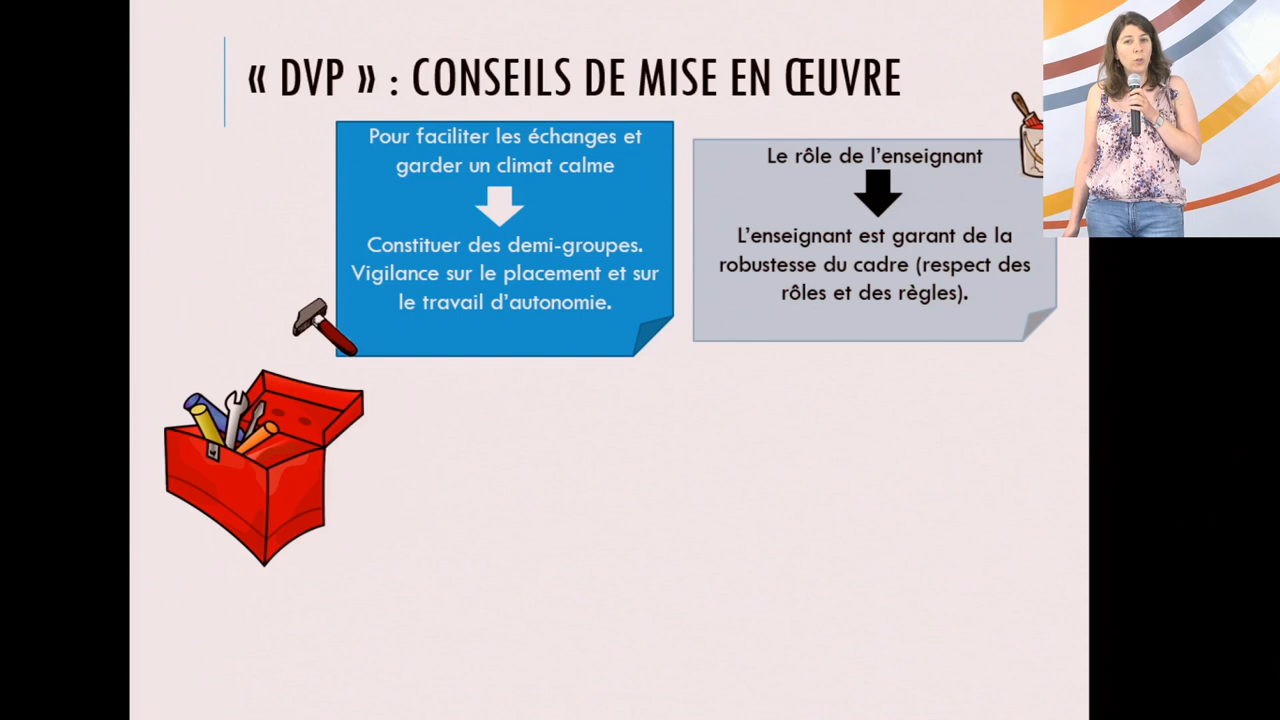 « DVP » : CONSEILS DE MISE EN ŒUVRE
Pour faciliter les échanges et
garder un climat calme
Constituer des demi-groupes.
Vigilance sur le placement et sur
le travail d'autonomie.
Le rôle de l'enseignant
L'enseignant est garant de la
robustesse du cadre (respect des
rôles et des règles).